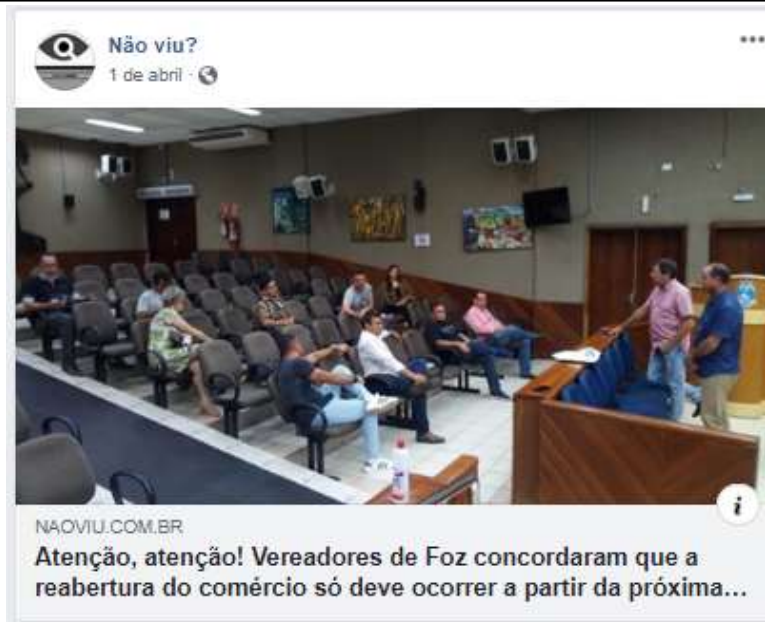 Não viu?
1 de abril ·
NAOVIU.COM.BR
Atenção, atenção! Vereadores de Foz concordaram que a
reabertura do comércio só deve ocorrer a partir da próxima...